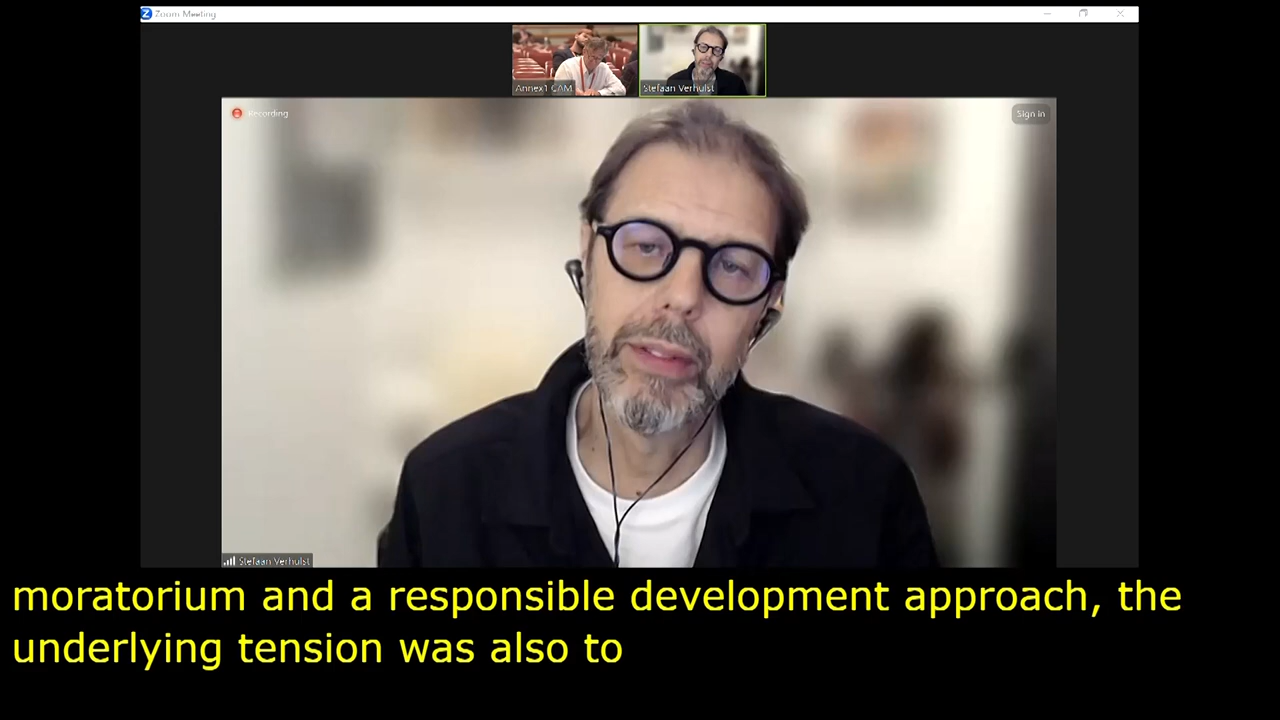 Zoom Meeting
Annex1 CAM
Stefaan Verhulst
Recording
Sign in
Stefaan Verhulst
moratorium and a responsible development approach, the
underlying tension was also to